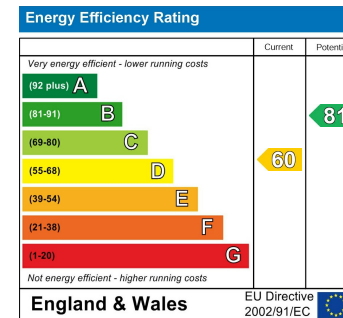 Energy Efficiency Rating
Current
Very energy efficient - lower running costs
(92 plus) A
(81-91) B
81
(69-80) C
60
(55-68) D
(39-54) E
(21-38) F
(1-20) G
Not energy efficient - higher running costs
England & Wales
EU Directive
2002/91/EC